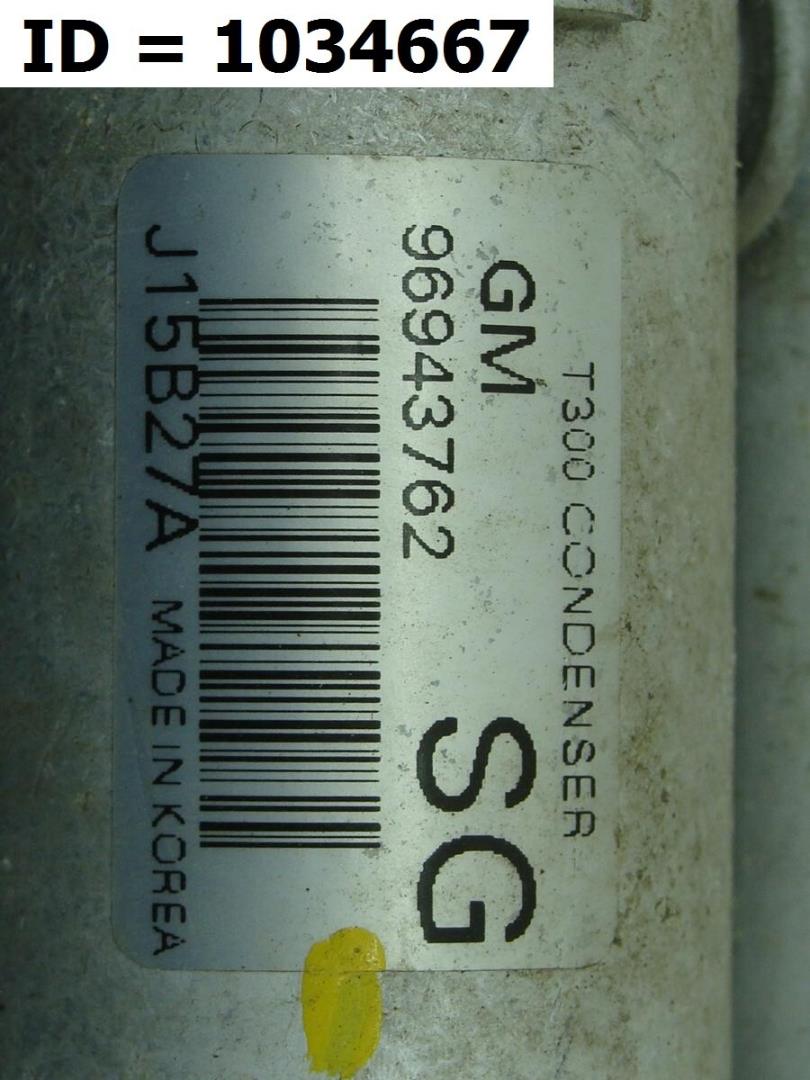 ID = 1034667
T300 CONDENSER
GM SG
96943762
J15B27A MADE IN KOREA